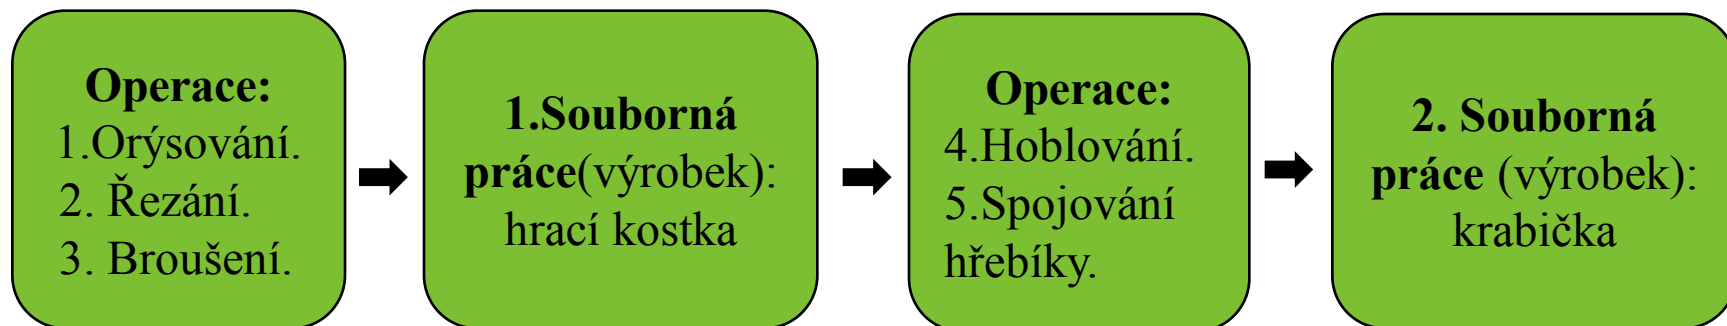 Operace:
1.Orýsování.
2. Řezání.
3. Broušení.
1.Souborná
práce(výrobek):
hrací kostka
Operace:
4.Hoblování.
5.Spojování
hřebíky.
2. Souborná
práce (výrobek):
krabička